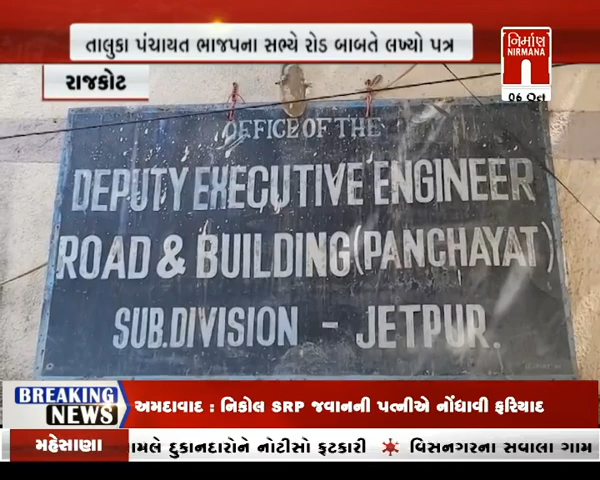 તાલુકા પંચાયત ભાજપના સભ્યે રોડ બાબતે લખ્યો પત્ર
નિર્માણ
NIRMANA
રાજકોટ
OFFICE OF THE
DEPUTY EXECUTIVE ENGINEER
ROAD & BUILDING (PANCHAYAT)
SUB.DIVISION - JETPUR.
BREAKING NEWS
અમદાવાદ : નિકોલ SRP જવાનની પત્નીએ નોંધાવી ફરિયાદ
મહેસાણા
દુકાનદારોને નોટીસો ફટકારી
વિસનગરના સવાલા ગામ